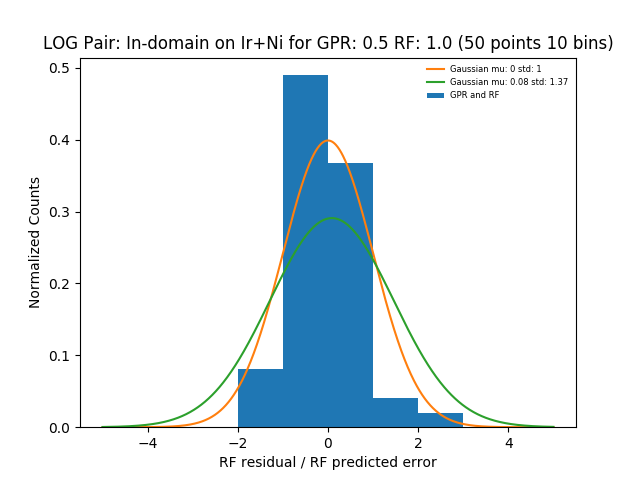 LOG Pair: In-domain on Ir+Ni for GPR: 0.5 RF: 1.0 (50 points 10 bins)
Gaussian mu: 0 std: 1
Gaussian mu: 0.08 std: 1.37
GPR and RF
Normalized Counts
0.5
0.4
0.3
0.2
0.1
0.0
−4
−2
0
2
4
RF residual / RF predicted error